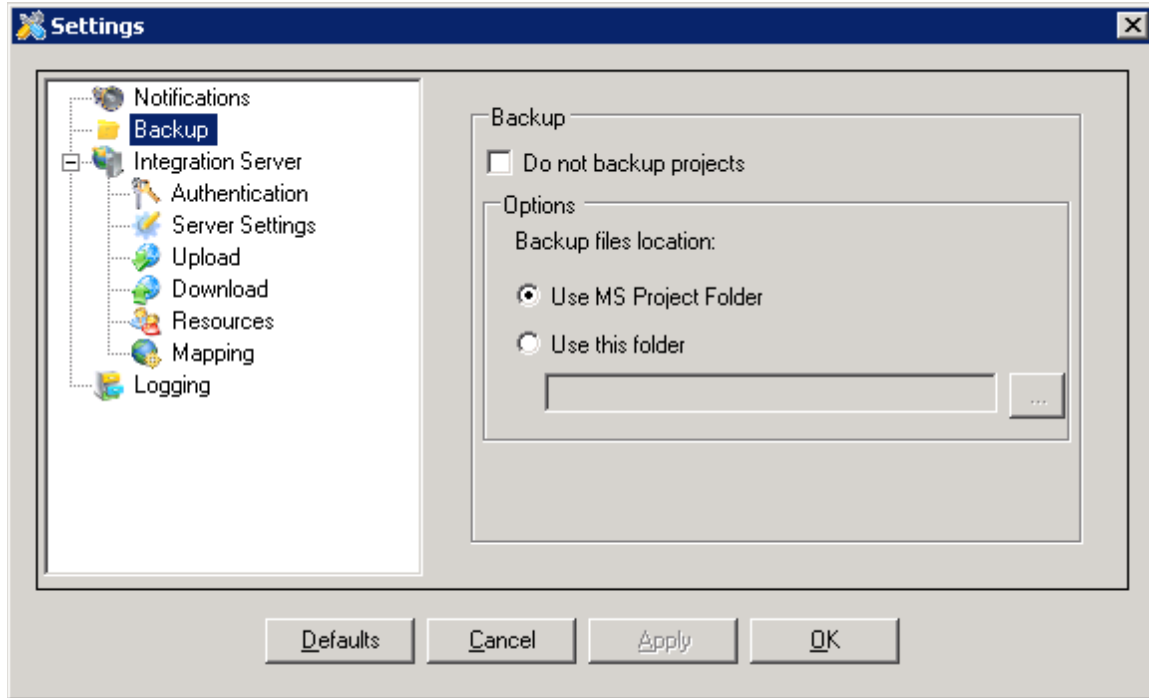 Settings
Notifications
Backup
Integration Server
Authentication
Server Settings
Upload
Download
Resources
Mapping
Logging
Backup
Do not backup projects
Options
Backup files location:
Use MS Project Folder
Use this folder
...
Defaults
Cancel
Apply
OK